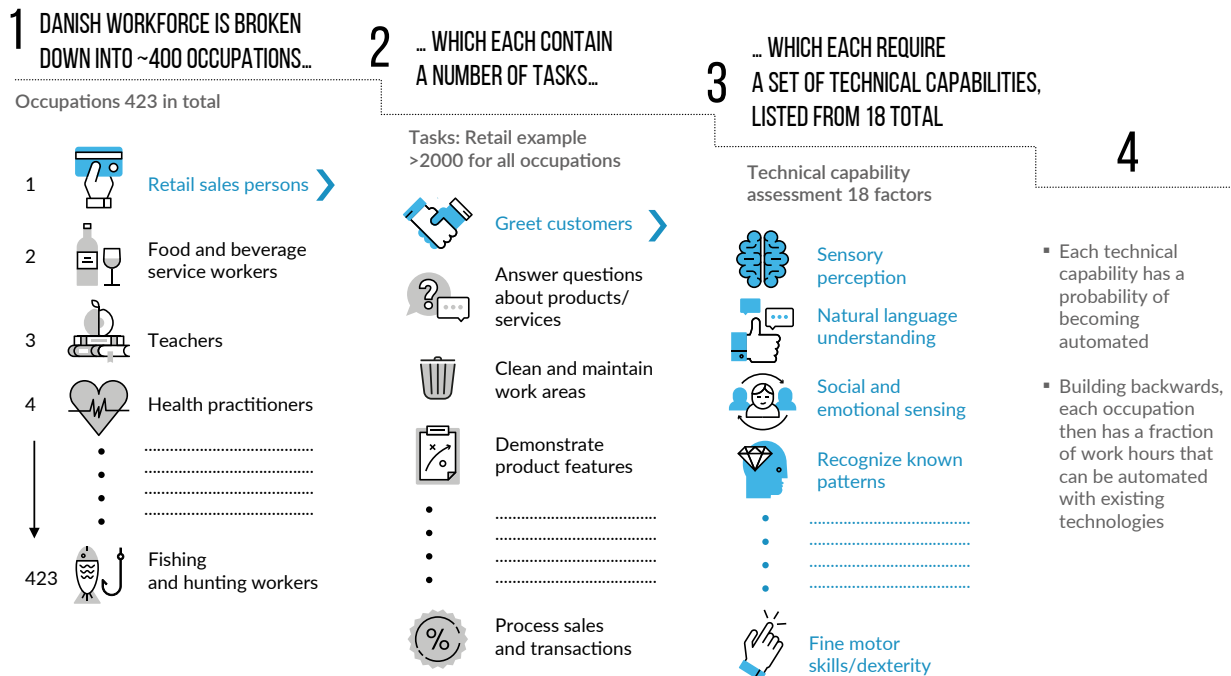 1
DANISH WORKFORCE IS BROKEN
DOWN INTO ~400 OCCUPATIONS...
Occupations 423 in total
1
Retail sales persons
2
Food and beverage
service workers
3
Teachers
4
Health practitioners
423
Fishing
and hunting workers
2
... WHICH EACH CONTAIN
A NUMBER OF TASKS...
Tasks: Retail example
>2000 for all occupations
Greet customers
Answer questions
about products/
services
Clean and maintain
work areas
Demonstrate
product features
%
Process sales
and transactions
3
... WHICH EACH REQUIRE
A SET OF TECHNICAL CAPABILITIES,
LISTED FROM 18 TOTAL
Technical capability
assessment 18 factors
Sensory
perception
Natural language
understanding
Social and
emotional sensing
Recognize known
patterns
Fine motor
skills/dexterity
4
▪ Each technical
capability has a
probability of
becoming
automated
▪ Building backwards,
each occupation
then has a fraction
of work hours that
can be automated
with existing
technologies